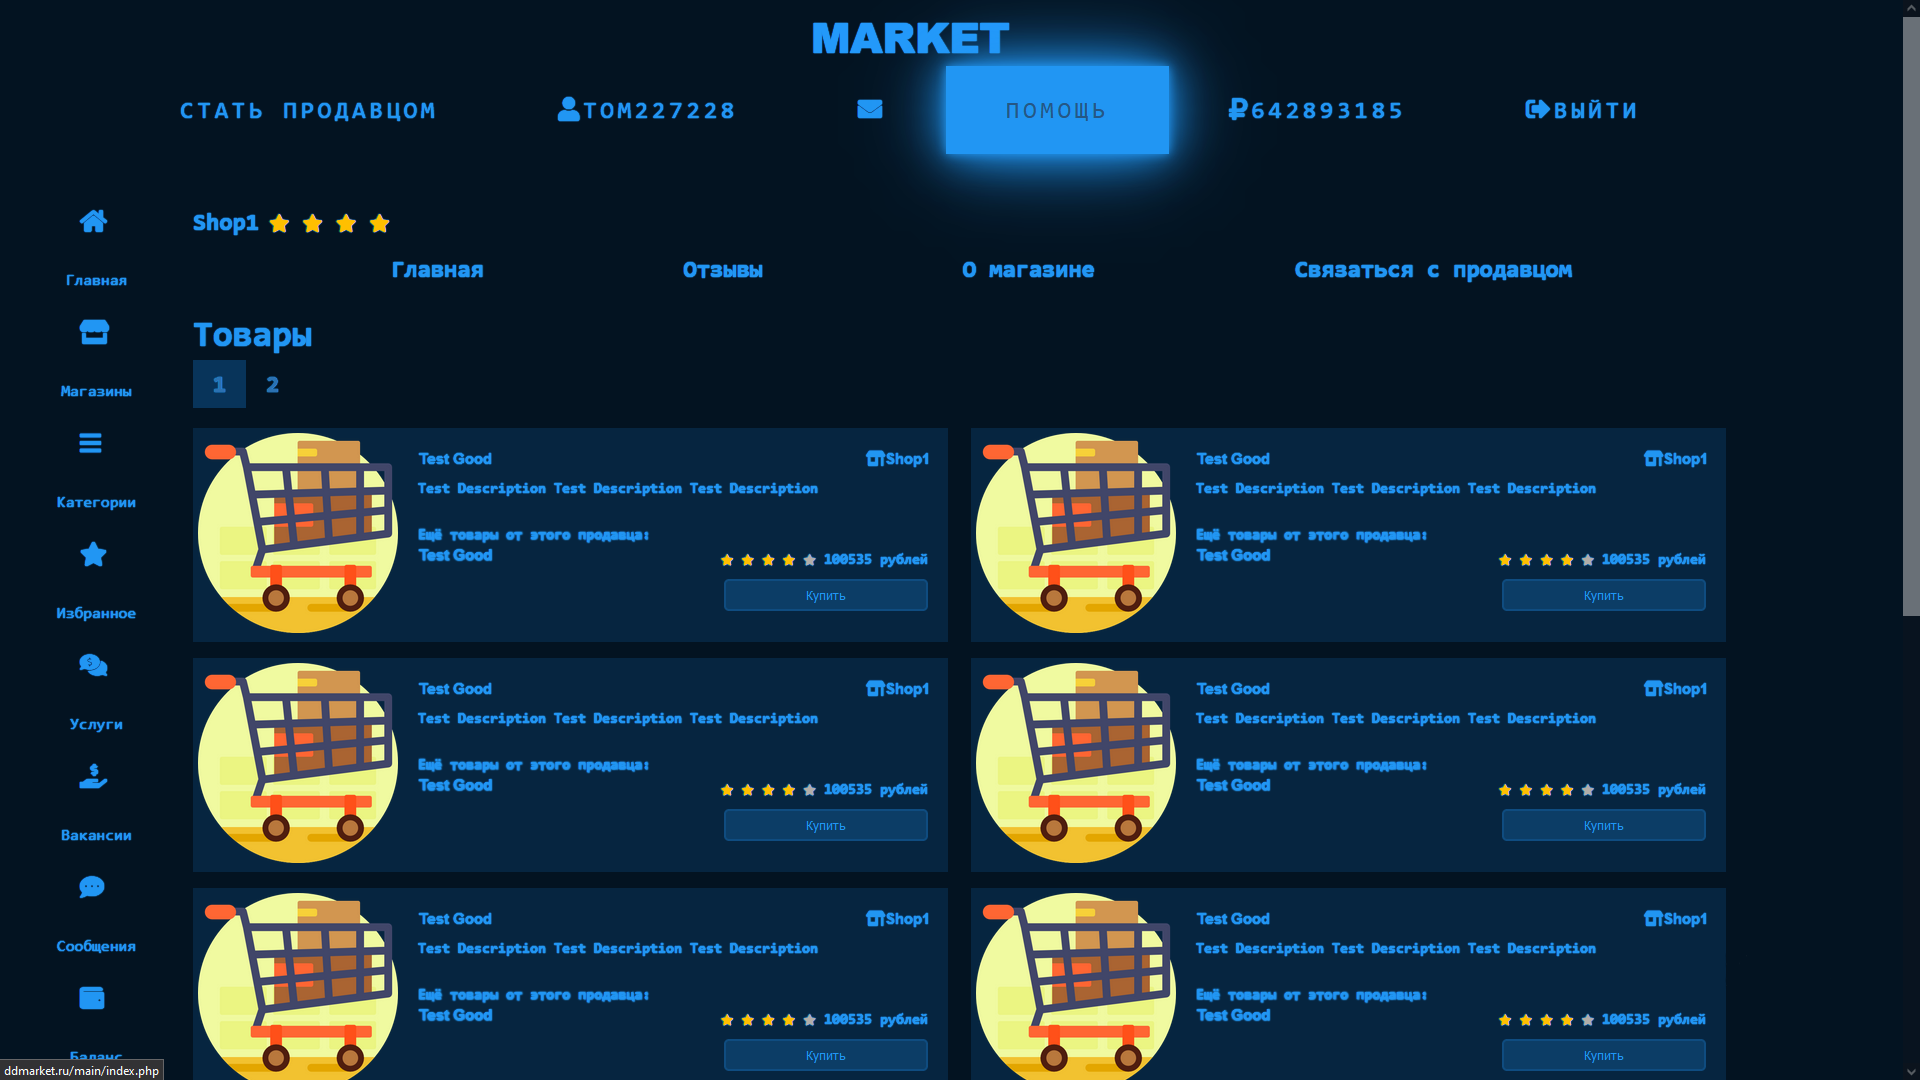 MARKET
СТАТЬ ПРОДАВЦОМ
TOM227228
ПОМОЩЬ
642893185
ВЫЙТИ
Главная
Магазины
Категории
Избранное
Услуги
Вакансии
Сообщения
Баланс
Shop1
Главная
Отзывы
О магазине
Связаться с продавцом
Товары
1 2
Test Good
Shop1
Test Description Test Description Test Description
Ещё товары от этого продавца:
Test Good
100535 рублей
Купить
Test Good
Shop1
Test Description Test Description Test Description
Ещё товары от этого продавца:
Test Good
100535 рублей
Купить
Test Good
Shop1
Test Description Test Description Test Description
Ещё товары от этого продавца:
Test Good
100535 рублей
Купить
Test Good
Shop1
Test Description Test Description Test Description
Ещё товары от этого продавца:
Test Good
100535 рублей
Купить
Test Good
Shop1
Test Description Test Description Test Description
Ещё товары от этого продавца:
Test Good
100535 рублей
Купить
Test Good
Shop1
Test Description Test Description Test Description
Ещё товары от этого продавца:
Test Good
100535 рублей
Купить
ddmarket.ru/main/index.php